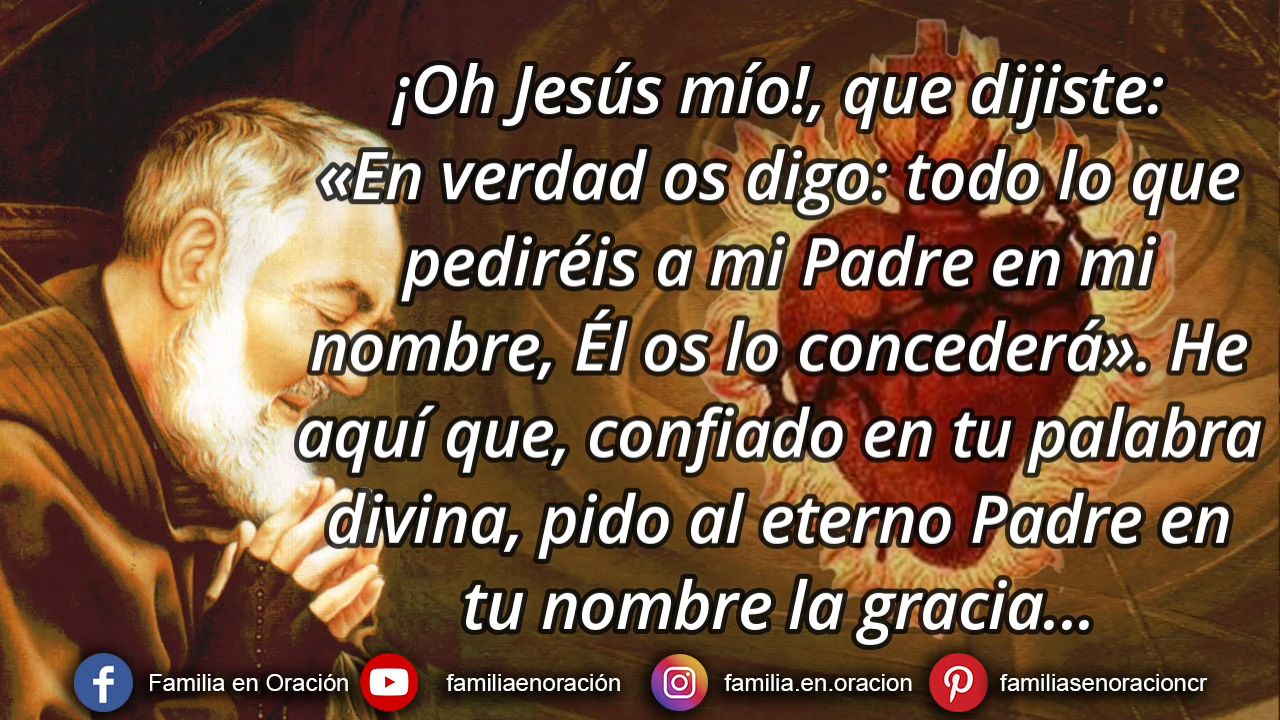 ¡Oh Jesús mío!, que dijiste:
«En verdad os digo: todo lo que
pediréis a mi Padre en mi
nombre, Él os lo concederá». He
aquí que, confiado en tu palabra
divina, pido al eterno Padre en
tu nombre la gracia...
Familia en Oración familiaenoración familia.en.oracion familiasenoracioncr